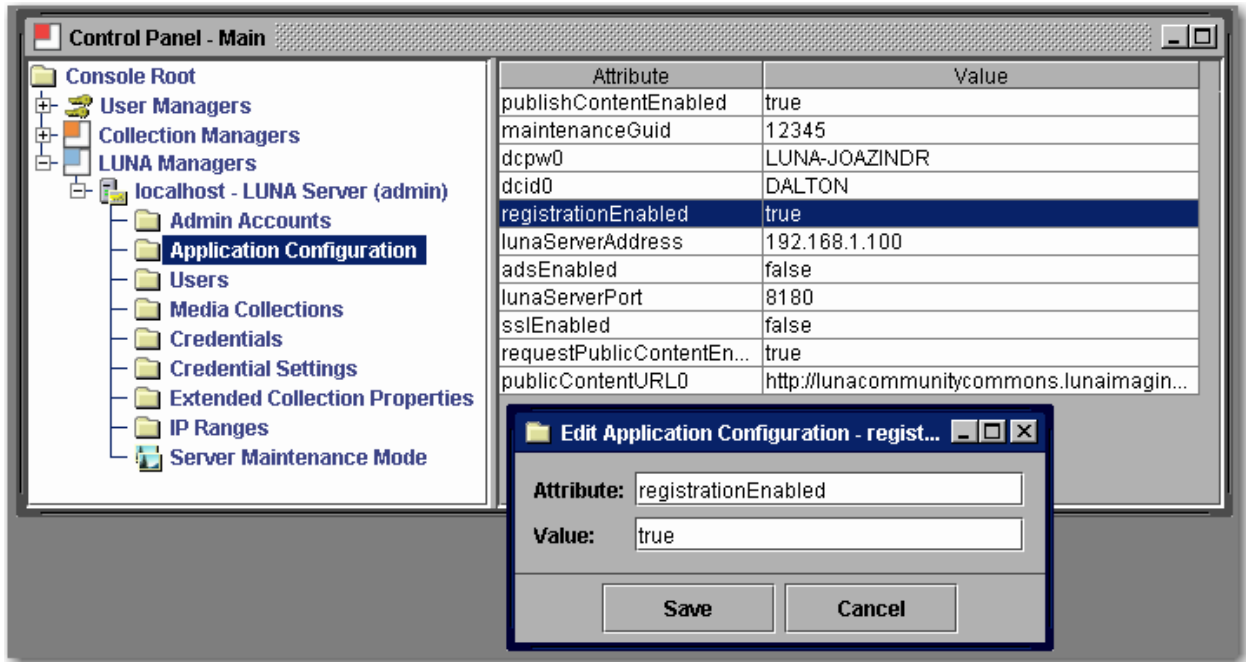 Control Panel - Main
Console Root
User Managers
Collection Managers
LUNA Managers
localhost - LUNA Server (admin)
Admin Accounts
Application Configuration
Users
Media Collections
Credentials
Credential Settings
Extended Collection Properties
IP Ranges
Server Maintenance Mode
Attribute Value
publishContentEnabled true
maintenanceGuid 12345
dcpw0 LUNA-JOAZINDR
dcid0 DALTON
registrationEnabled true
lunaServerAddress 192.168.1.100
adsEnabled false
lunaServerPort 8180
sslEnabled false
requestPublicContentEn... true
publicContentURL0 http://lunacommunitycommons.lunaimagin...
Edit Application Configuration - regist...
Attribute: registrationEnabled
Value: true
Save Cancel